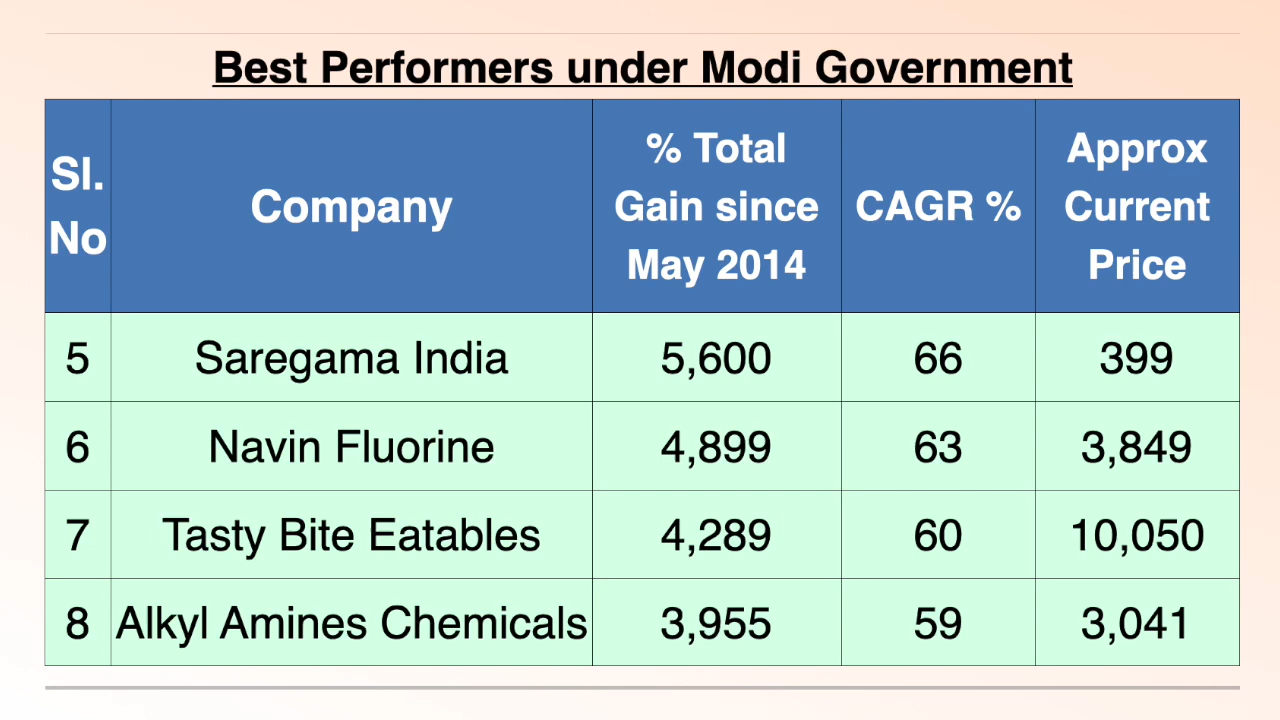 Best Performers under Modi Government
Sl. No Company % Total Gain since May 2014 CAGR % Approx Current Price
5 Saregama India 5,600 66 399
6 Navin Fluorine 4,899 63 3,849
7 Tasty Bite Eatables 4,289 60 10,050
8 Alkyl Amines Chemicals 3,955 59 3,041